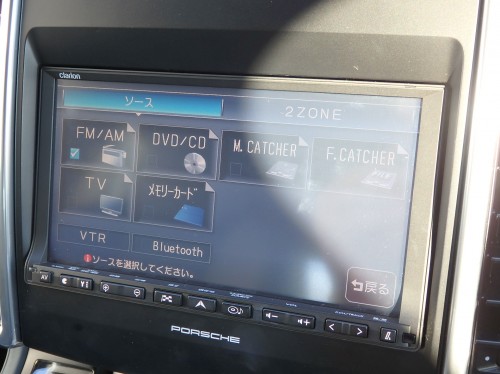 clarion
ソース 2ZONE
FM/AM DVD/CD M.CATCHER F.CATCHER
TV メモリーカード
VTR Bluetooth
ソースを選択してください。
戻る
AV
PORSCHE